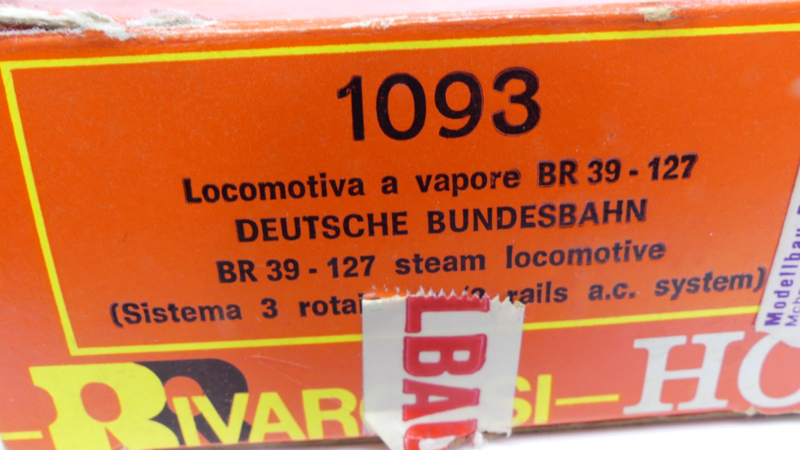 1093
Locomotiva a vapore BR 39 - 127
DEUTSCHE BUNDESBAHN
BR 39 - 127 steam locomotive
(Sistema 3 rails a.c. system)
LBAC
HO
Modellbau